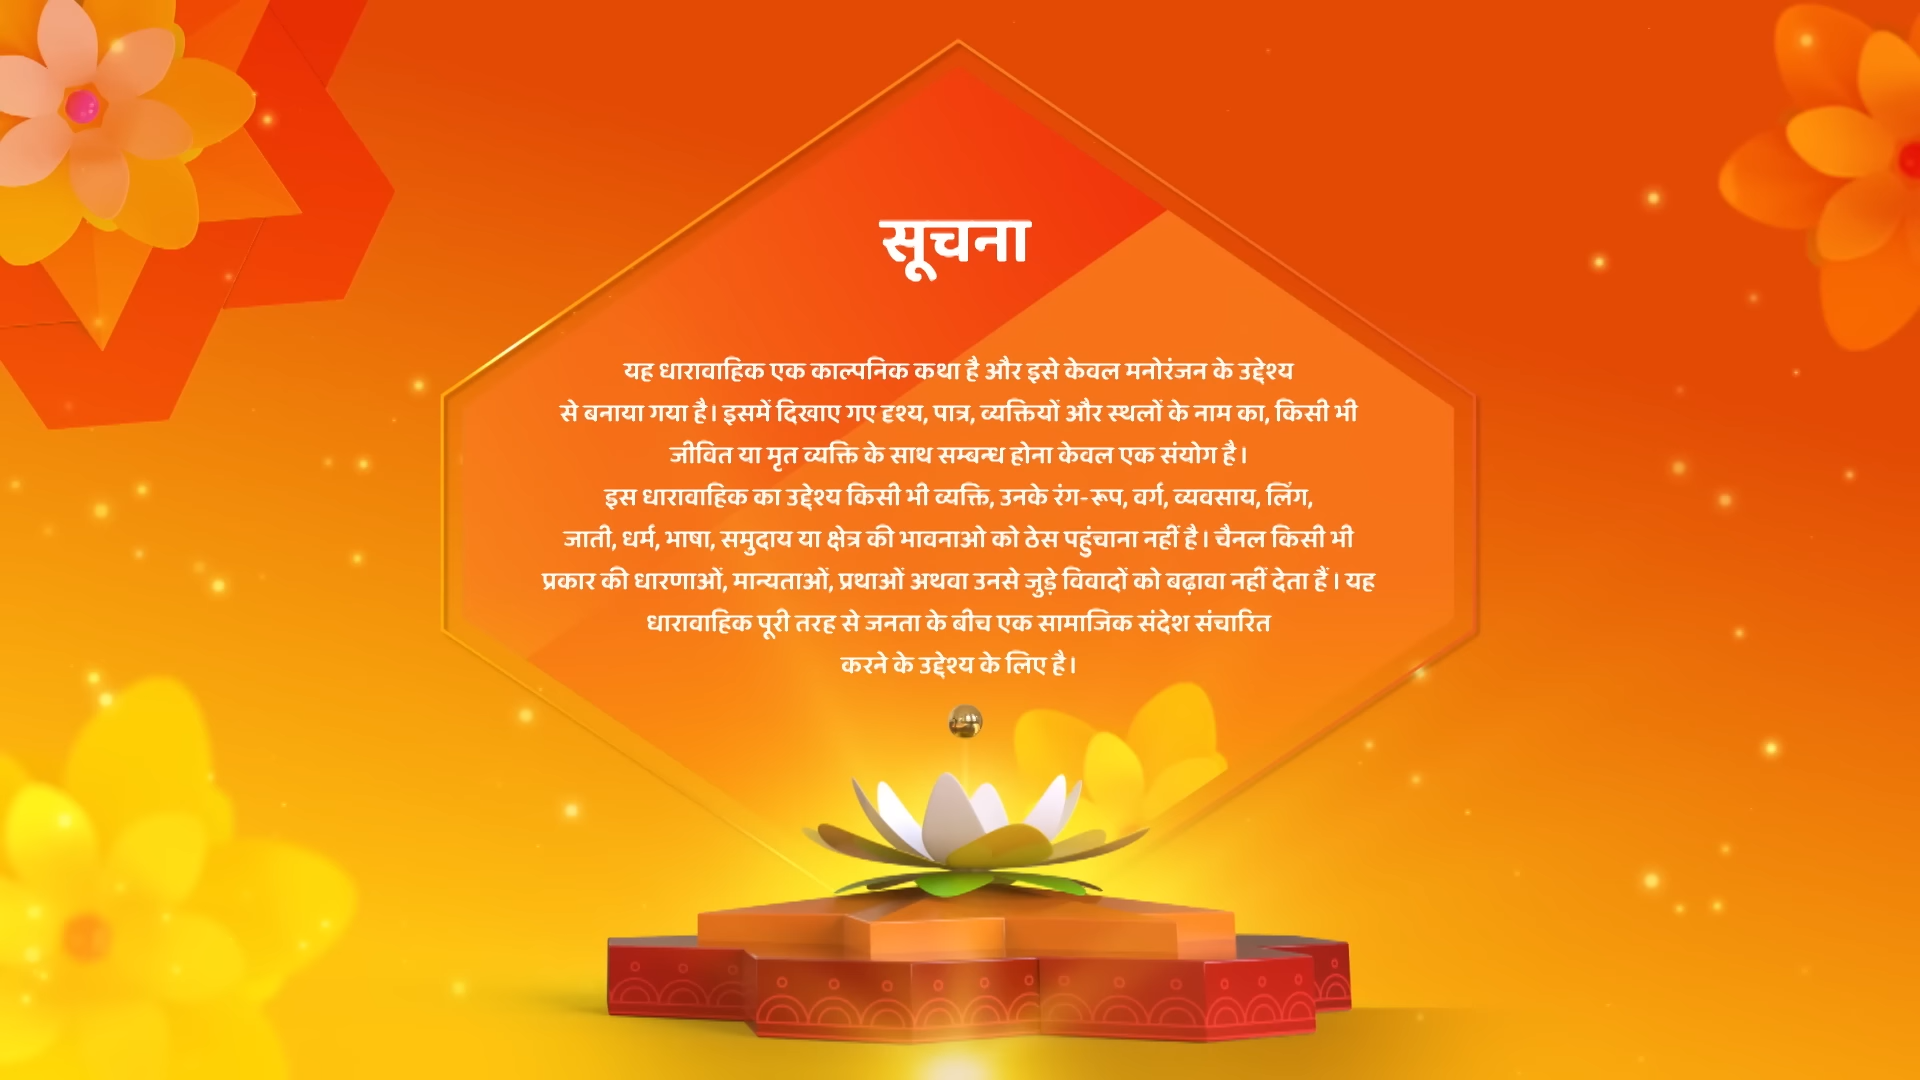 सूचना
यह धारावाहिक एक काल्पनिक कथा है और इसे केवल मनोरंजन के उद्देश्य
से बनाया गया है। इसमें दिखाए गए दृश्य, पात्र, व्यक्तियों और स्थलों के नाम का, किसी भी
जीवित या मृत व्यक्ति के साथ सम्बन्ध होना केवल एक संयोग है।
इस धारावाहिक का उद्देश्य किसी भी व्यक्ति, उनके रंग-रूप, वर्ग, व्यवसाय, लिंग,
जाती, धर्म, भाषा, समुदाय या क्षेत्र की भावनाओ को ठेस पहुंचाना नहीं है। चैनल किसी भी
प्रकार की धारणाओं, मान्यताओं, प्रथाओं अथवा उनसे जुड़े विवादों को बढ़ावा नहीं देता हैं। यह
धारावाहिक पूरी तरह से जनता के बीच एक सामाजिक संदेश संचारित
करने के उद्देश्य के लिए है।